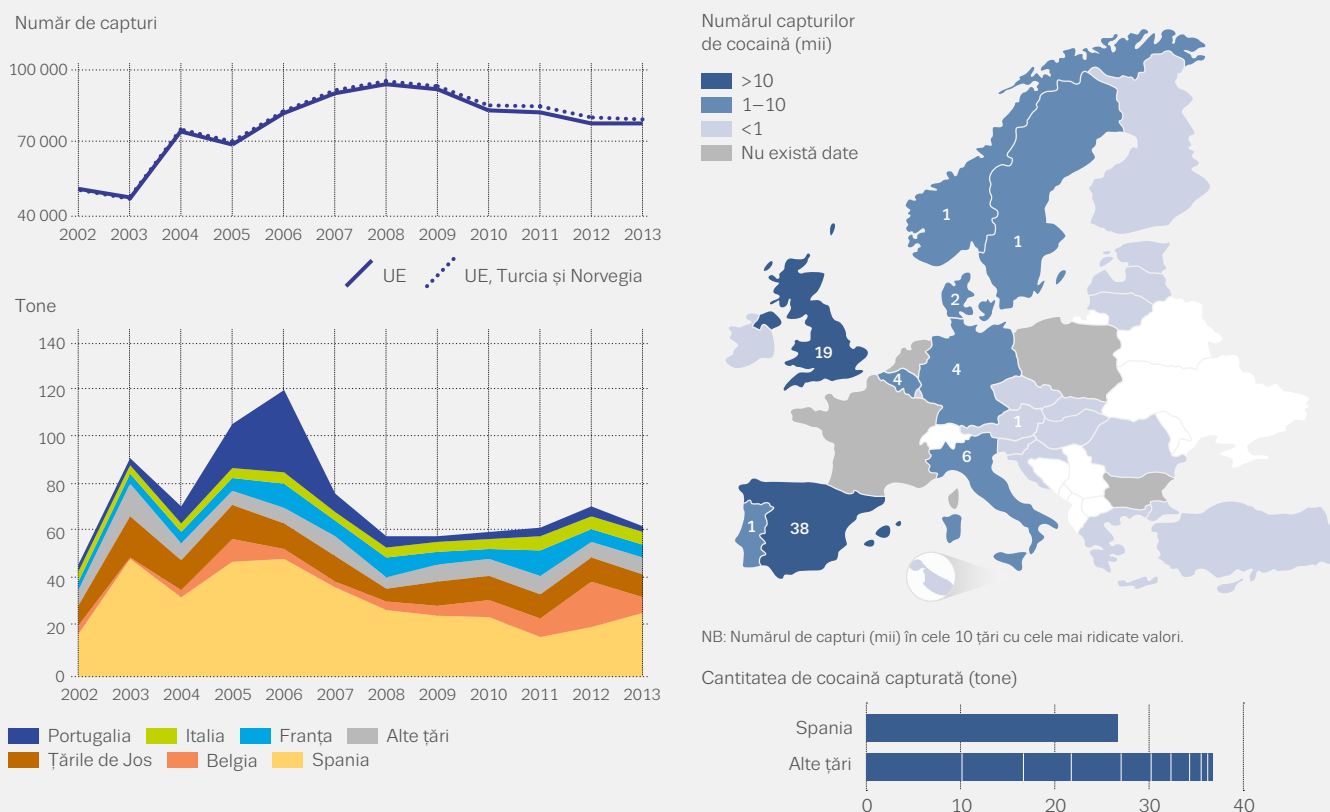 Număr de capturi
100 000
70 000
40 000
2002 2003 2004 2005 2006 2007 2008 2009 2010 2011 2012 2013
UE UE, Turcia și Norvegia
Tone
140
120
100
80
60
40
20
0
2002 2003 2004 2005 2006 2007 2008 2009 2010 2011 2012 2013
Portugalia Italia Franța Alte țări
Țările de Jos Belgia Spania
Numărul capturilor
de cocaină (mii)
>10
1–10
<1
Nu există date
1
1
2
19
4
4
1
6
1
38
NB: Numărul de capturi (mii) în cele 10 țări cu cele mai ridicate valori.
Cantitatea de cocaină capturată (tone)
Spania
Alte țări
0 10 20 30 40